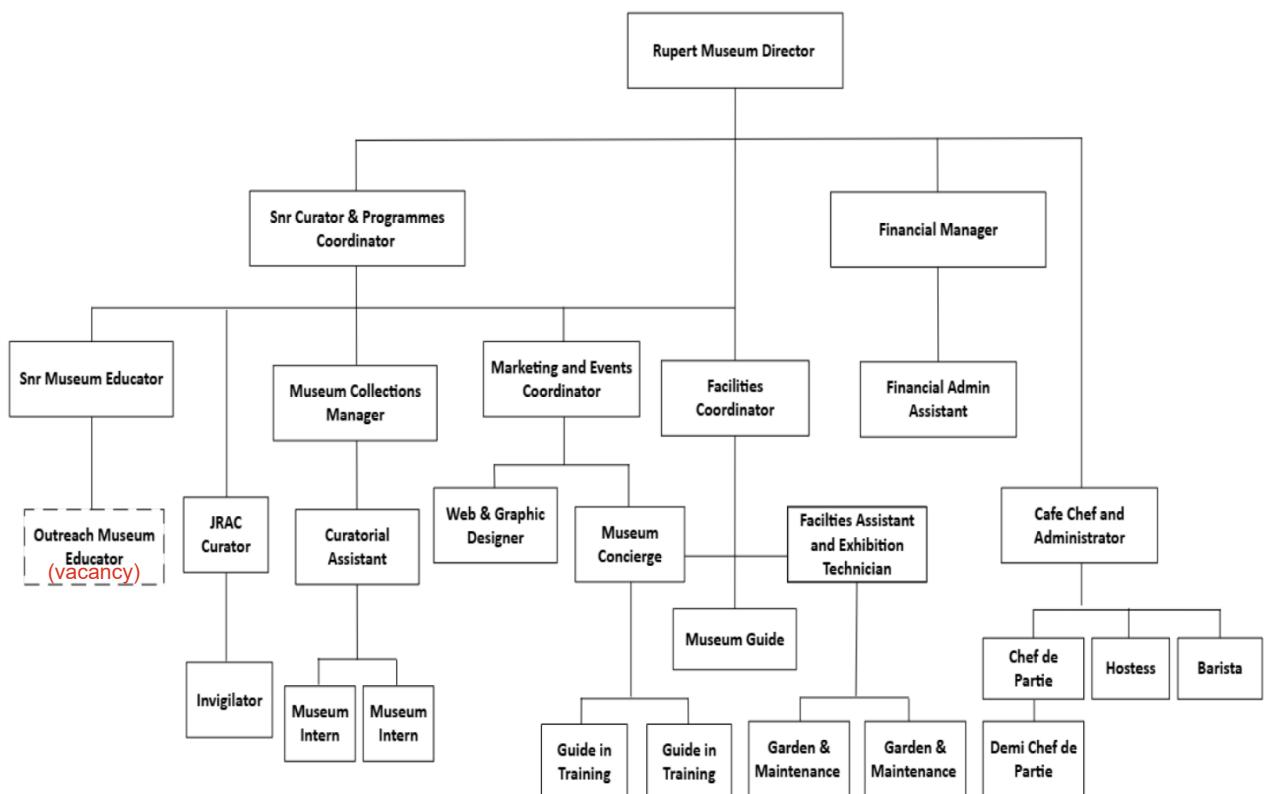 Rupert Museum Director
Snr Curator & Programmes
Coordinator
Financial Manager
Snr Museum Educator
Museum Collections
Manager
Marketing and Events
Coordinator
Facilities
Coordinator
Financial Admin
Assistant
Outreach Museum
Educator
(vacancy)
JRAC
Curator
Curatorial
Assistant
Web & Graphic
Designer
Museum
Concierge
Facilties Assistant
and Exhibition
Technician
Cafe Chef and
Administrator
Invigilator
Museum
Intern
Museum
Intern
Museum Guide
Chef de
Partie
Hostess
Barista
Guide in
Training
Guide in
Training
Garden &
Maintenance
Garden &
Maintenance
Demi Chef de
Partie